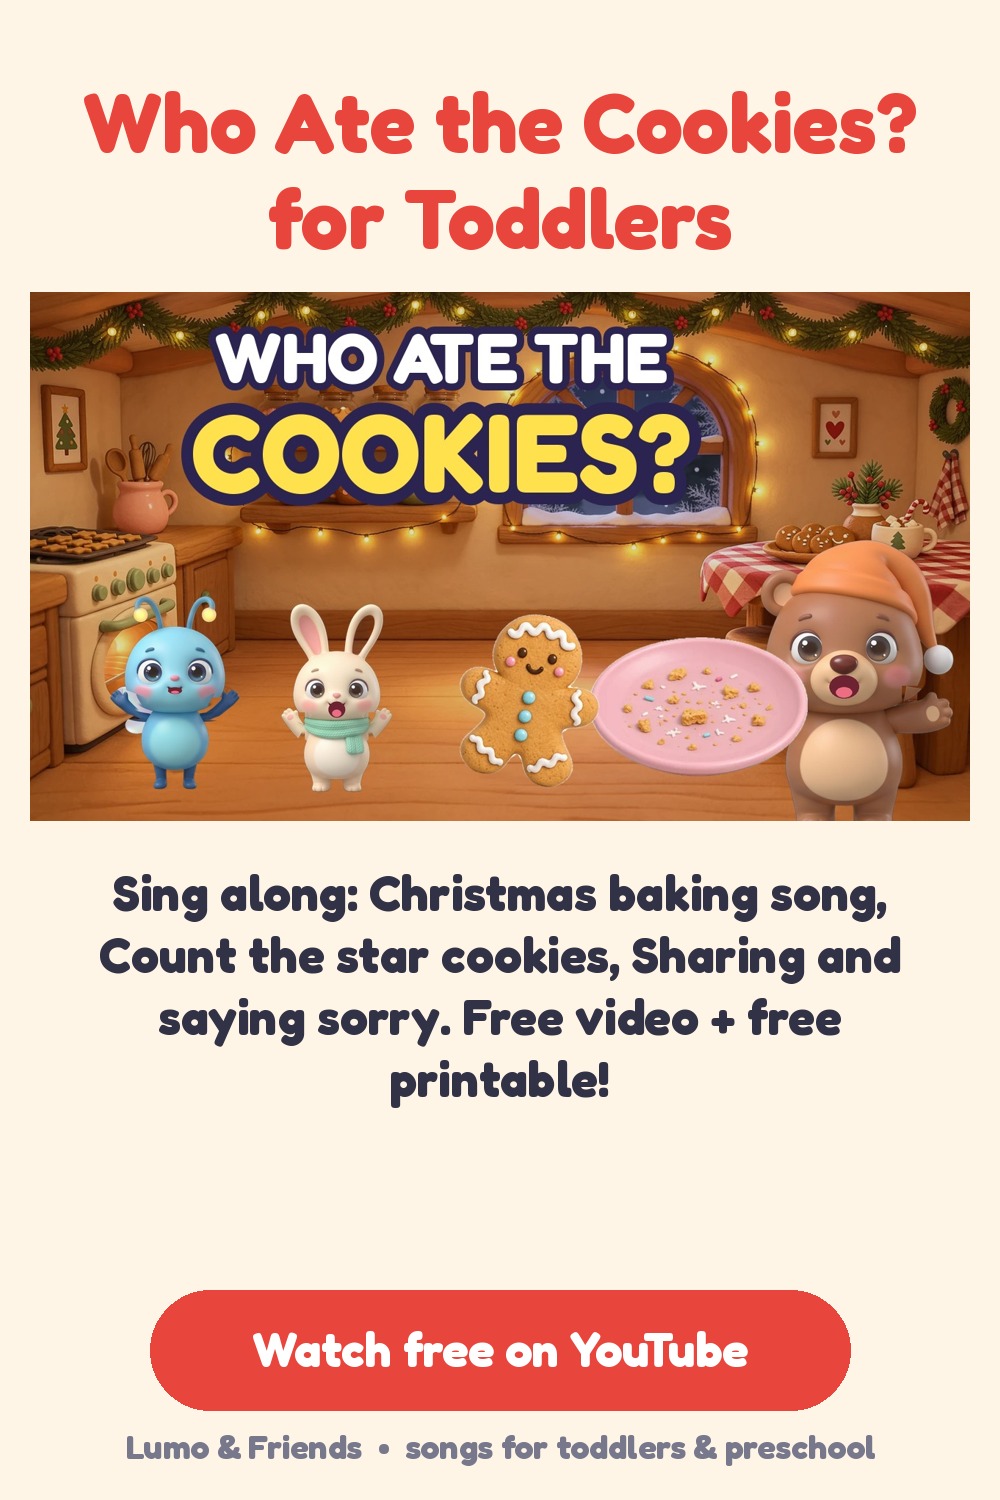 Who Ate the Cookies?
for Toddlers
WHO ATE THE
COOKIES?
Sing along: Christmas baking song,
Count the star cookies, Sharing and
saying sorry. Free video + free
printable!
Watch free on YouTube
Lumo & Friends • songs for toddlers & preschool